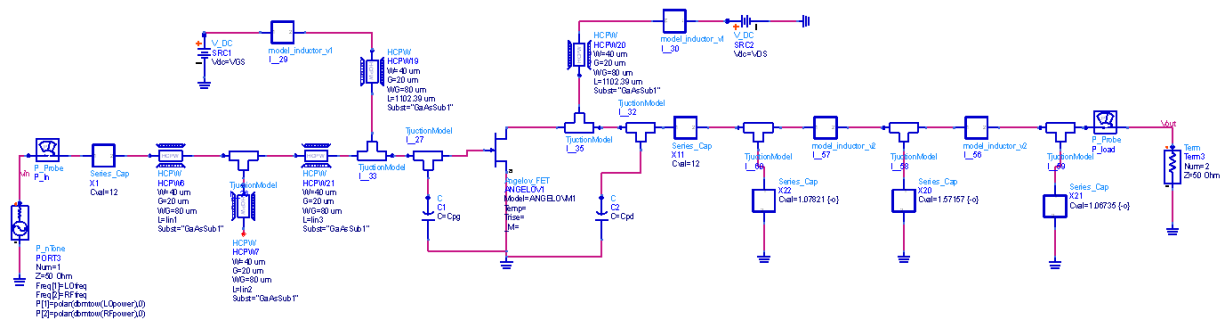 V_DC
SRC1
Vdc=VGS
model_inductor_v1
I__29
HCPW
HCPW19
W=40 um
G=20 um
WG=80 um
L=1102.39 um
Subst="GaAsSub1"
HCPW
HCPW20
W=40 um
G=20 um
WG=80 um
L=1102.39 um
Subst="GaAsSub1"
model_inductor_v1
I__30
V_DC
SRC2
Vdc=VDS
TjuctionModel
I__27
TjuctionModel
I__32
I__35
I__33
P_Probe
P_in
Vin
Series_Cap
X1
Cval=12
HCPW
HCPW6
W=40 um
G=20 um
WG=80 um
L=lin1
Subst="GaAsSub1"
TjuctionModel
HCPW
HCPW7
W=40 um
G=20 um
WG=80 um
L=lin2
Subst="GaAsSub1"
HCPW
HCPW21
W=40 um
G=20 um
WG=80 um
L=lin3
Subst="GaAsSub1"
TjuctionModel
C
C1
C=Cpg
Angelov_FET
ANGELOV1
Model=ANGELOVM1
Temp=
Trise=
_M=
TjuctionModel
C
C2
C=Cpd
Series_Cap
X11
Cval=12
TjuctionModel
model_inductor_v2
I__57
TjuctionModel
I__58
model_inductor_v2
I__56
TjuctionModel
P_Probe
P_load
Vout
Term
Term3
Num=2
Z=50 Ohm
Series_Cap
X22
Cval=1.07821 {-o}
Series_Cap
X20
Cval=1.57157 {-o}
Series_Cap
X21
Cval=1.06735 {-o}
P_nTone
PORT3
Num=1
Z=50 Ohm
Freq[1]=LOfreq
Freq[2]=RFfreq
P[1]=polar(dbmtow(LOpower),0)
P[2]=polar(dbmtow(RFpower),0)